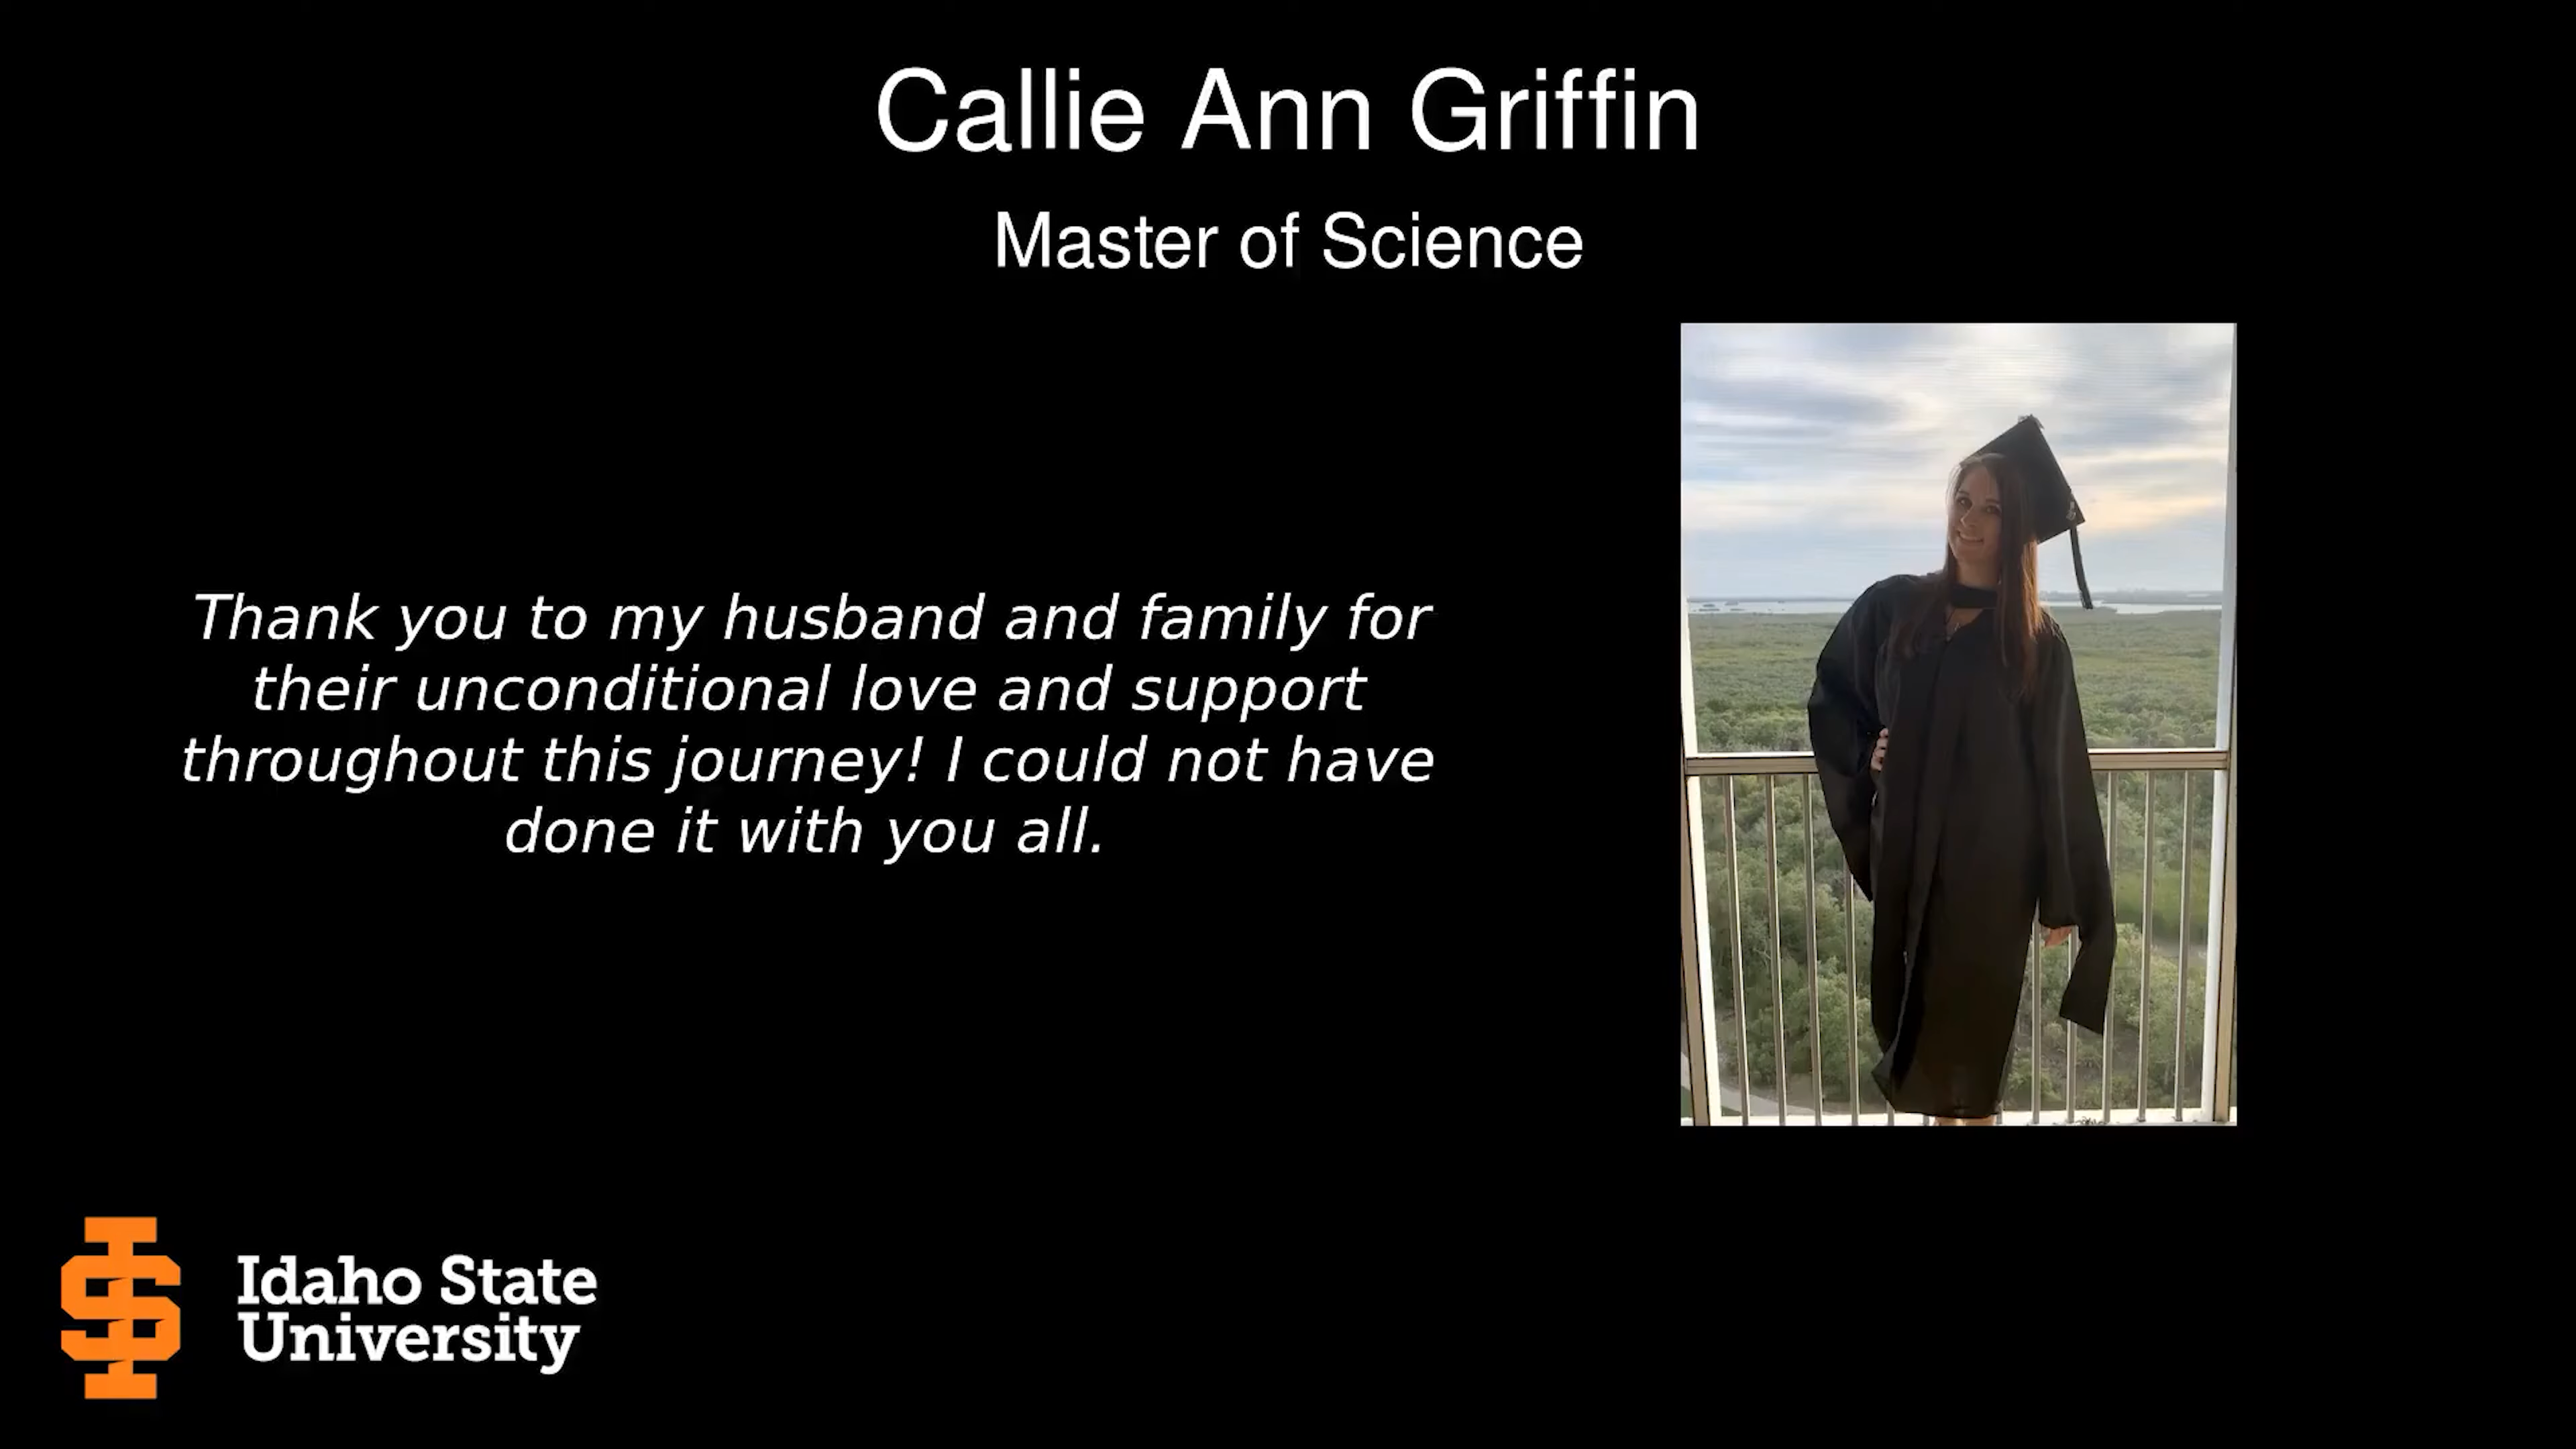 Callie Ann Griffin
Master of Science
Thank you to my husband and family for
their unconditional love and support
throughout this journey! I could not have
done it with you all.
Idaho State
University